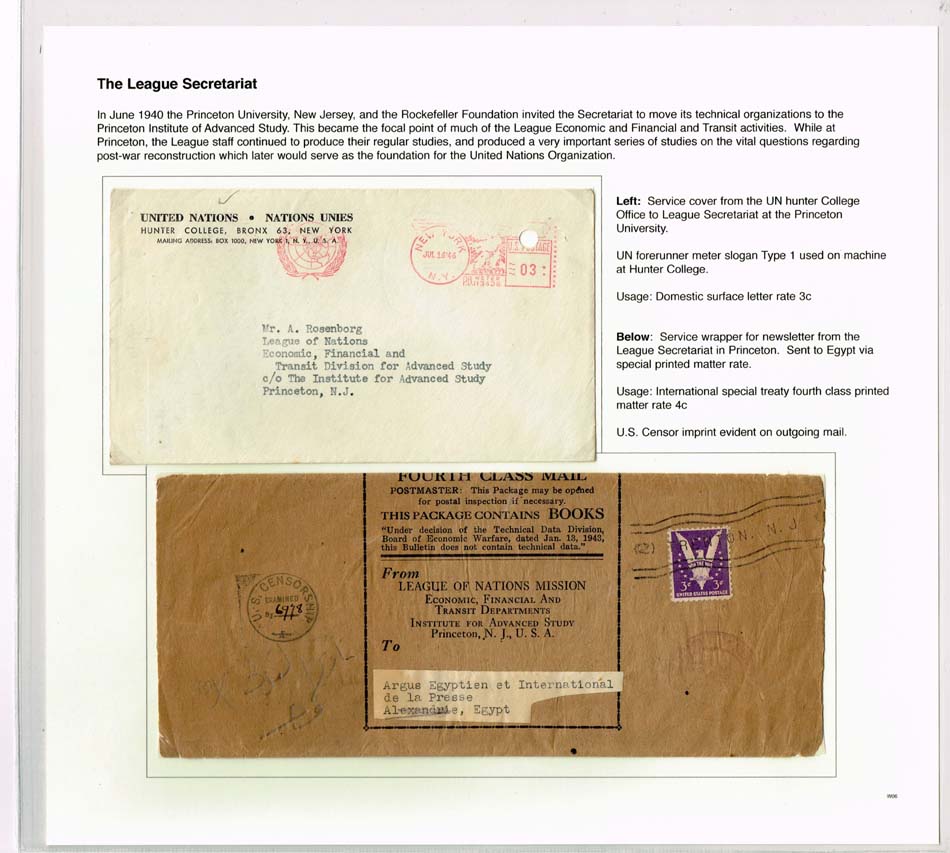 The League Secretariat
In June 1940 the Princeton University, New Jersey, and the Rockefeller Foundation invited the Secretariat to move its technical organizations to the
Princeton Institute of Advanced Study. This became the focal point of much of the League Economic and Financial and Transit activities. While at
Princeton, the League staff continued to produce their regular studies, and produced a very important series of studies on the vital questions regarding
post-war reconstruction which later would serve as the foundation for the United Nations Organization.
UNITED NATIONS • NATIONS UNIES
HUNTER COLLEGE, BRONX 63, NEW YORK
MAILING ADDRESS: BOX 1000, NEW YORK 1, N. Y., U. S. A.
NEW YORK
JUL 16'46
N.Y.
U.S. POSTAGE
03
Mr. A. Rosenborg
League of Nations
Economic, Financial and
Transit Division for Advanced Study
c/o The Institute for Advanced Study
Princeton, N.J.
Left: Service cover from the UN hunter College
Office to League Secretariat at the Princeton
University.
UN forerunner meter slogan Type 1 used on machine
at Hunter College.
Usage: Domestic surface letter rate 3c
Below: Service wrapper for newsletter from the
League Secretariat in Princeton. Sent to Egypt via
special printed matter rate.
Usage: International special treaty fourth class printed
matter rate 4c
U.S. Censor imprint evident on outgoing mail.
FOURTH CLASS MAIL
POSTMASTER: This Package may be opened
for postal inspection if necessary.
THIS PACKAGE CONTAINS BOOKS
"Under decision of the Technical Data Division,
Board of Economic Warfare, dated Jan. 13, 1943,
this Bulletin does not contain technical data."
From
LEAGUE OF NATIONS MISSION
ECONOMIC, FINANCIAL AND
TRANSIT DEPARTMENTS
INSTITUTE FOR ADVANCED STUDY
Princeton, N. J., U. S. A.
To
Argus Egyptien et International
de la Presse
Alexandrie, Egypt
U.S. CENSORSHIP
EXAMINED
By 6778
TON, N. J
WIN THE WAR
3¢ 3¢
UNITED STATES POSTAGE
W06